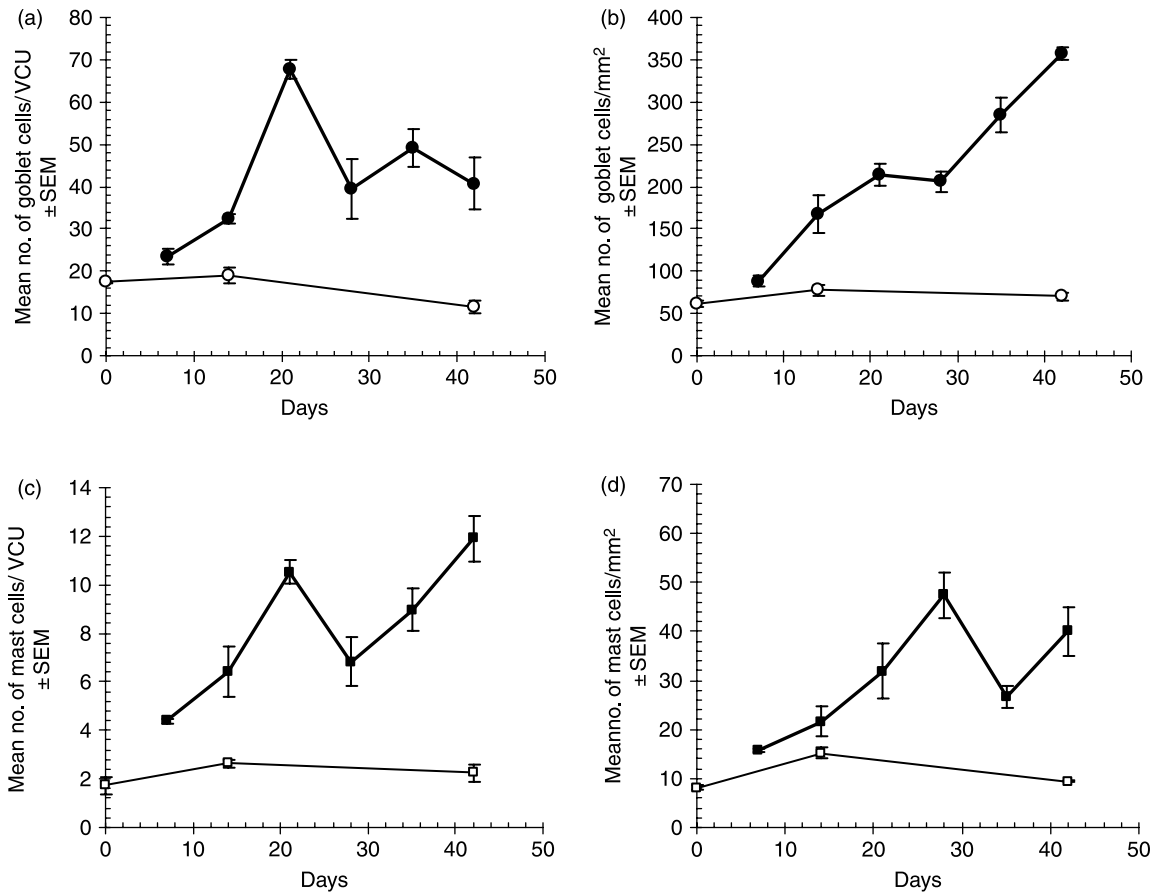 (a)
80
70
60
50
40
30
20
10
0
Mean no. of goblet cells/VCU
± SEM
0 10 20 30 40 50
Days
(b)
400
350
300
250
200
150
100
50
0
Mean no. of goblet cells/mm²
± SEM
0 10 20 30 40 50
Days
(c)
14
12
10
8
6
4
2
0
Mean no. of mast cells/ VCU
± SEM
0 10 20 30 40 50
Days
(d)
70
60
50
40
30
20
10
0
Meanno. of mast cells/mm²
± SEM
0 10 20 30 40 50
Days